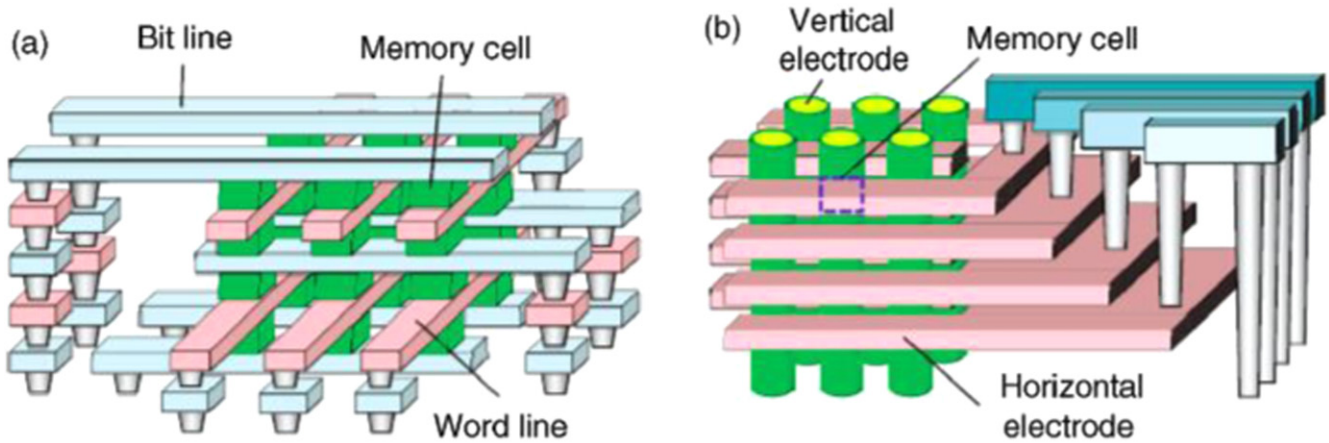 (a)
Bit line
Memory cell
Word line
(b)
Vertical
electrode
Memory cell
Horizontal
electrode